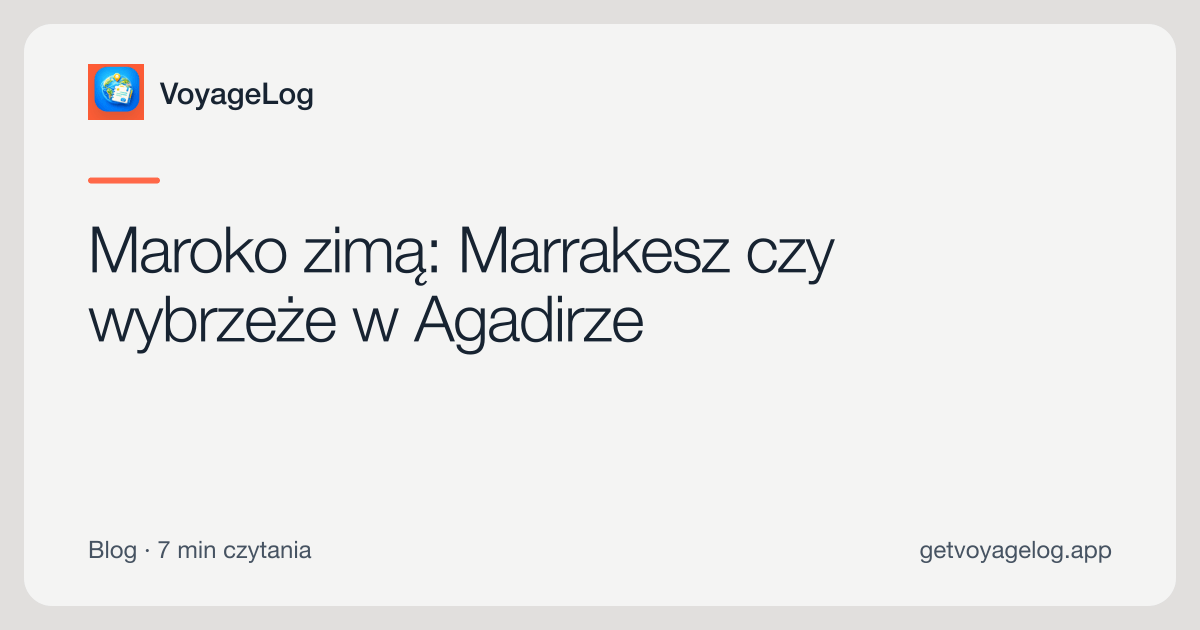 VoyageLog
Maroko zimą: Marrakesz czy
wybrzeże w Agadirze
Blog · 7 min czytania
getvoyagelog.app